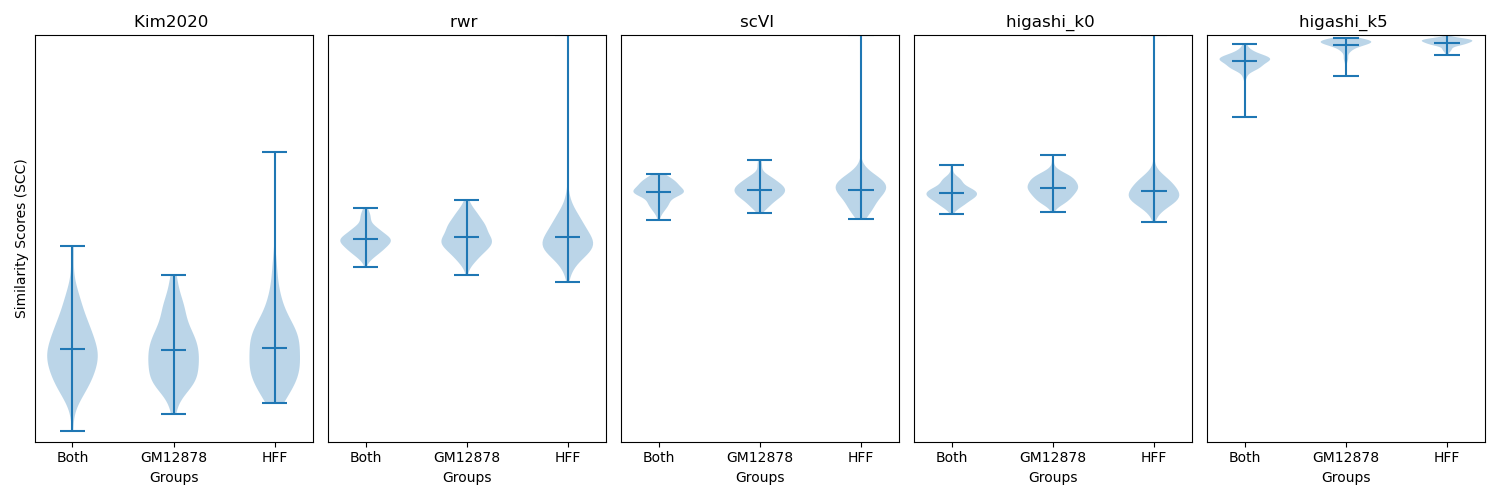 Kim2020
rwr
scVI
higashi_k0
higashi_k5
Similarity Scores (SCC)
Both GM12878 HFF
Both GM12878 HFF
Both GM12878 HFF
Both GM12878 HFF
Both GM12878 HFF
Groups
Groups
Groups
Groups
Groups